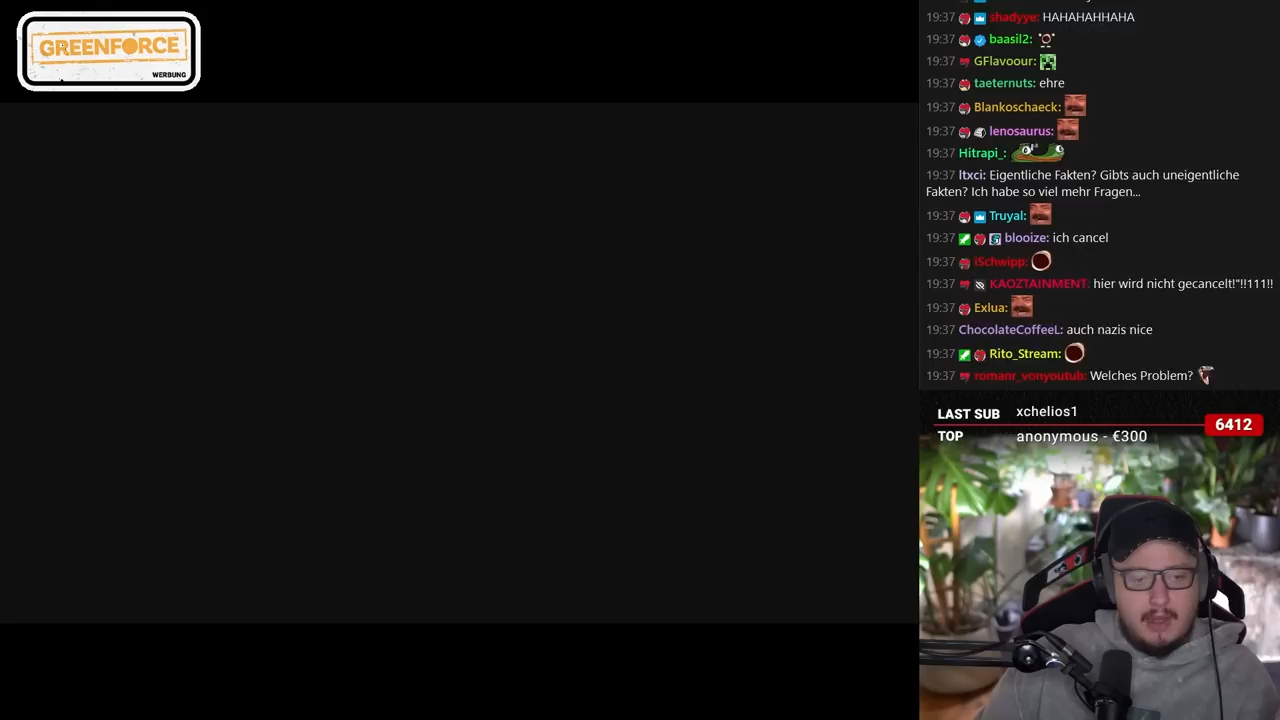 GREENFORCE
WERBUNG
19:37 shadyye: HAHAHAHHAHA
19:37 baasil2:
19:37 GFlavoour:
19:37 taeternuts: ehre
19:37 Blankoschaeck:
19:37 lenosaurus:
19:37 Hitrapi_:
19:37 ltxci: Eigentliche Fakten? Gibts auch uneigentliche
Fakten? Ich habe so viel mehr Fragen...
19:37 Truyal:
19:37 blooize: ich cancel
19:37 iSchwipp:
19:37 KAOZTAINMENT: hier wird nicht gecancelt!"!!111!!
19:37 Exlua:
19:37 ChocolateCoffeeL: auch nazis nice
19:37 Rito_Stream:
19:37 romanr_vonyoutub: Welches Problem?
LAST SUB xchelios1
6412
TOP anonymous - €300